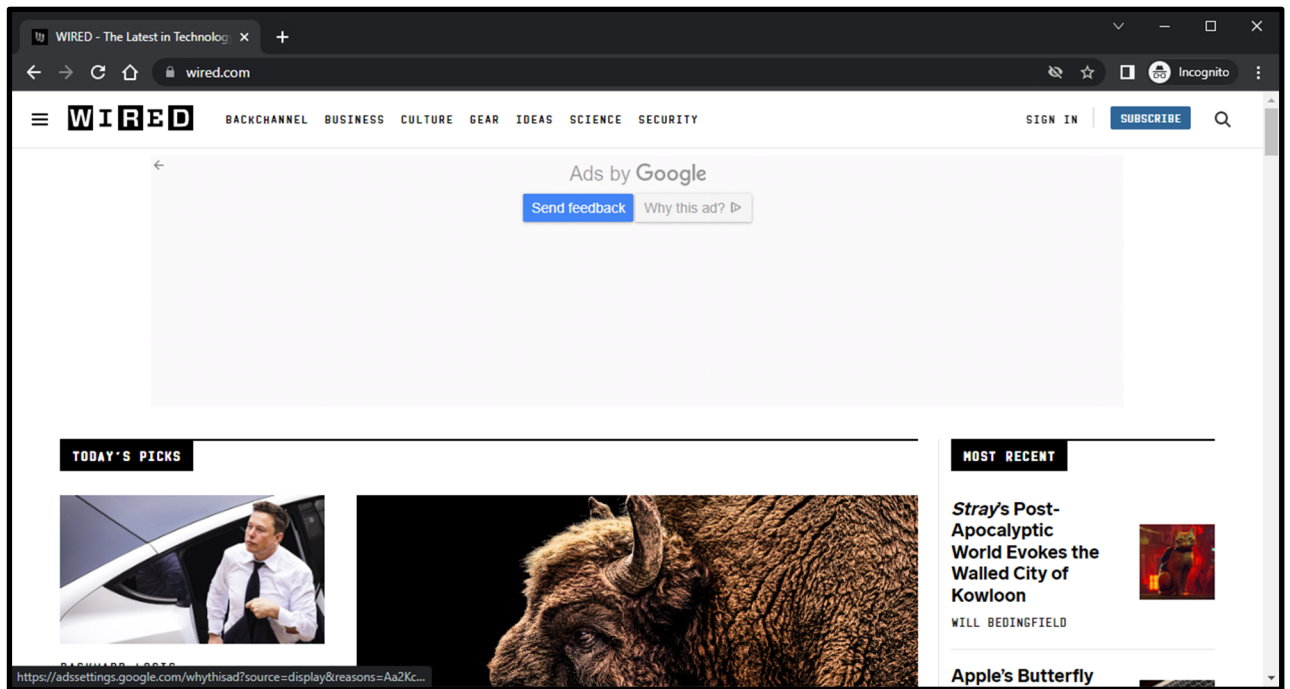 WIRED - The Latest in Technolog
wired.com
Incognito
WIRED
BACKCHANNEL BUSINESS CULTURE GEAR IDEAS SCIENCE SECURITY
SIGN IN
SUBSCRIBE
Ads by Google
Send feedback
Why this ad?
TODAY'S PICKS
MOST RECENT
Stray's Post-
Apocalyptic
World Evokes the
Walled City of
Kowloon
WILL BEDINGFIELD
Apple's Butterfly
https://adssettings.google.com/whythisad?source=display&reasons=Aa2Kc...